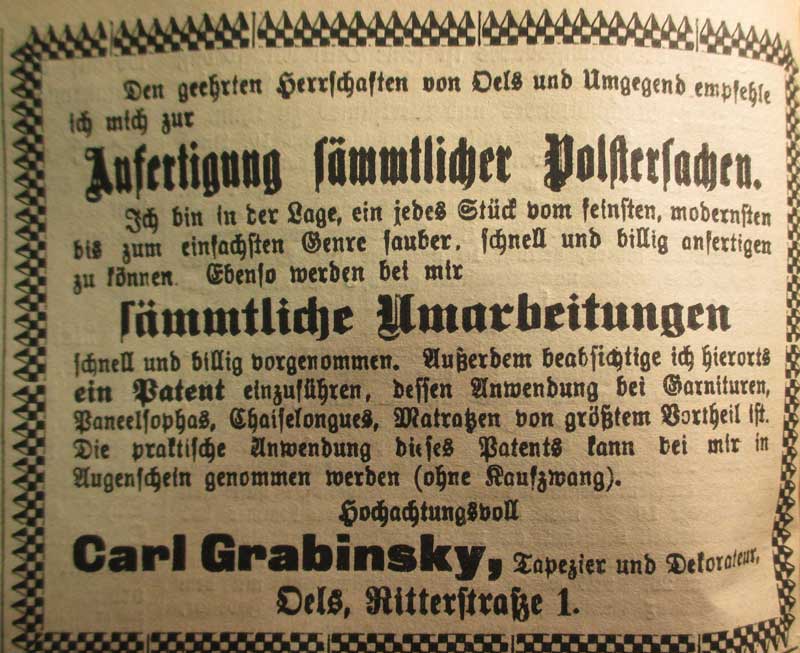 Den geehrten Herrschaften von Oels und Umgegend empfehle
ich mich zur
Anfertigung sämmtlicher Polstersachen.
Ich bin in der Lage, ein jedes Stück vom feinsten, modernsten
bis zum einfachsten Genre sauber, schnell und billig anfertigen
zu können. Ebenso werden bei mir
sämmtliche Umarbeitungen
schnell und billig vorgenommen. Außerdem beabsichtige ich hierorts
ein Patent einzuführen, dessen Anwendung bei Garnituren,
Paneelsophas, Chaiselongues, Matratzen von größtem Vortheil ist.
Die praktische Anwendung dieses Patents kann bei mir in
Augenschein genommen werden (ohne Kaufzwang).
Hochachtungsvoll
Carl Grabinsky, Tapezier und Dekorateur,
Oels, Ritterstraße 1.